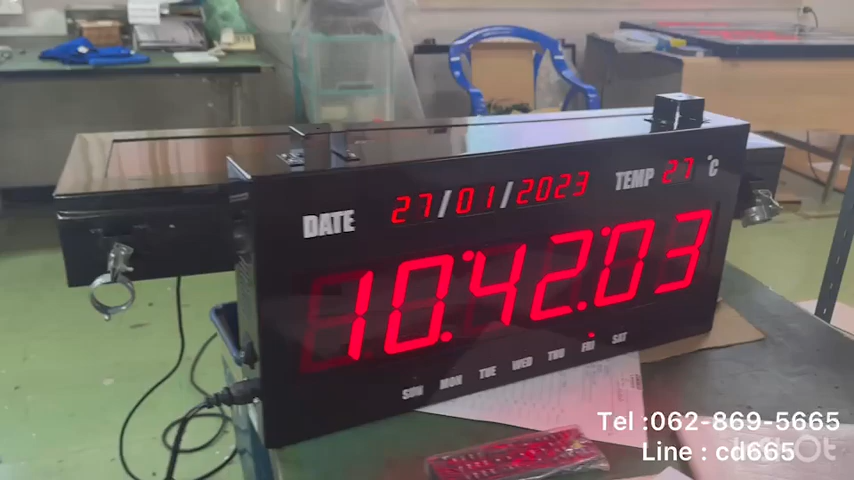 DATE 27/01/2023 TEMP 27 °C
10:42:03
SUN MON TUE WED THU FRI SAT
Tel :062-869-5665
Line : cd665